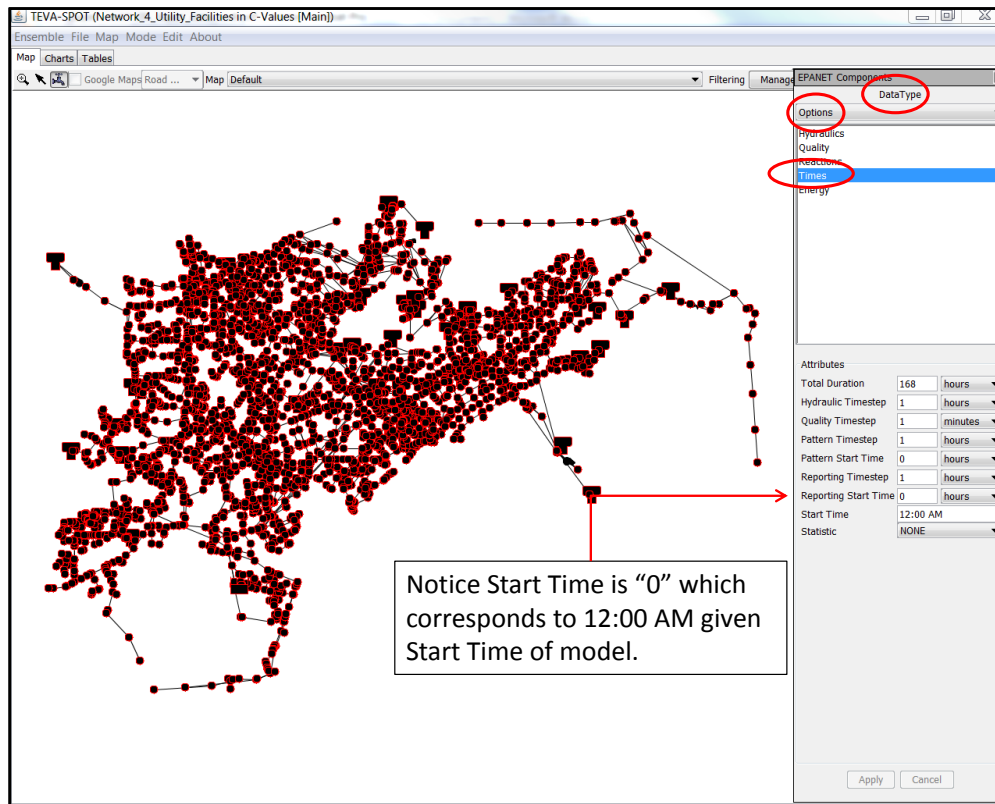 TEVA-SPOT (Network_4_Utility_Facilities in C-Values [Main])
Ensemble File Map Mode Edit About
Map Charts Tables
Google Maps Road ... Map Default Filtering Manage
EPANET Components
DataType
Options
Hydraulics
Quality
Reactions
Times
Energy
Attributes
Total Duration 168 hours
Hydraulic Timestep 1 hours
Quality Timestep 1 minutes
Pattern Timestep 1 hours
Pattern Start Time 0 hours
Reporting Timestep 1 hours
Reporting Start Time 0 hours
Start Time 12:00 AM
Statistic NONE
Notice Start Time is “0” which
corresponds to 12:00 AM given
Start Time of model.
Apply Cancel